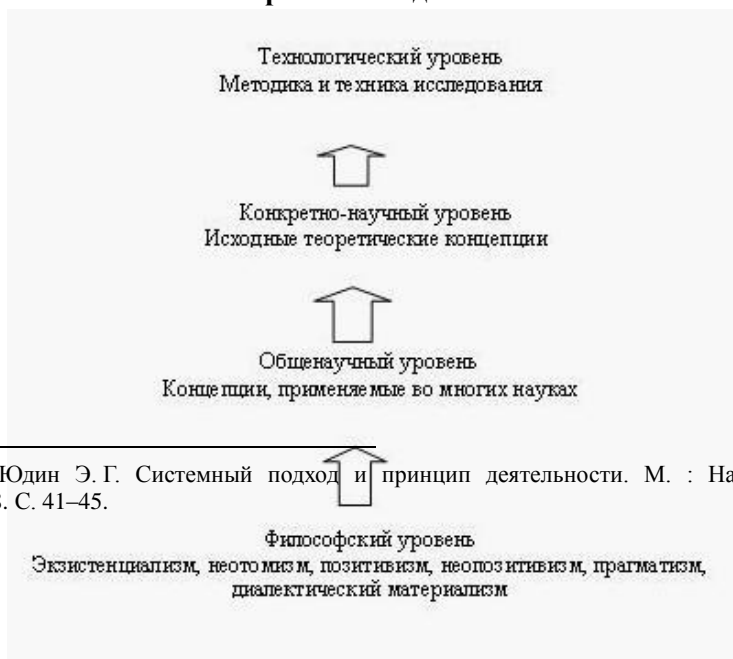 Технологический уровень
Методика и техника исследования
Конкретно-научный уровень
Исходные теоретические концепции
Общенаучный уровень
Концепции, применяемые во многих науках
Юдин Э. Г. Системный подход и принцип деятельности. М. :
С. 41–45.
Философский уровень
Экзистенциализм, неотомизм, позитивизм, неопозитивизм, прагматизм,
диалектический материализм